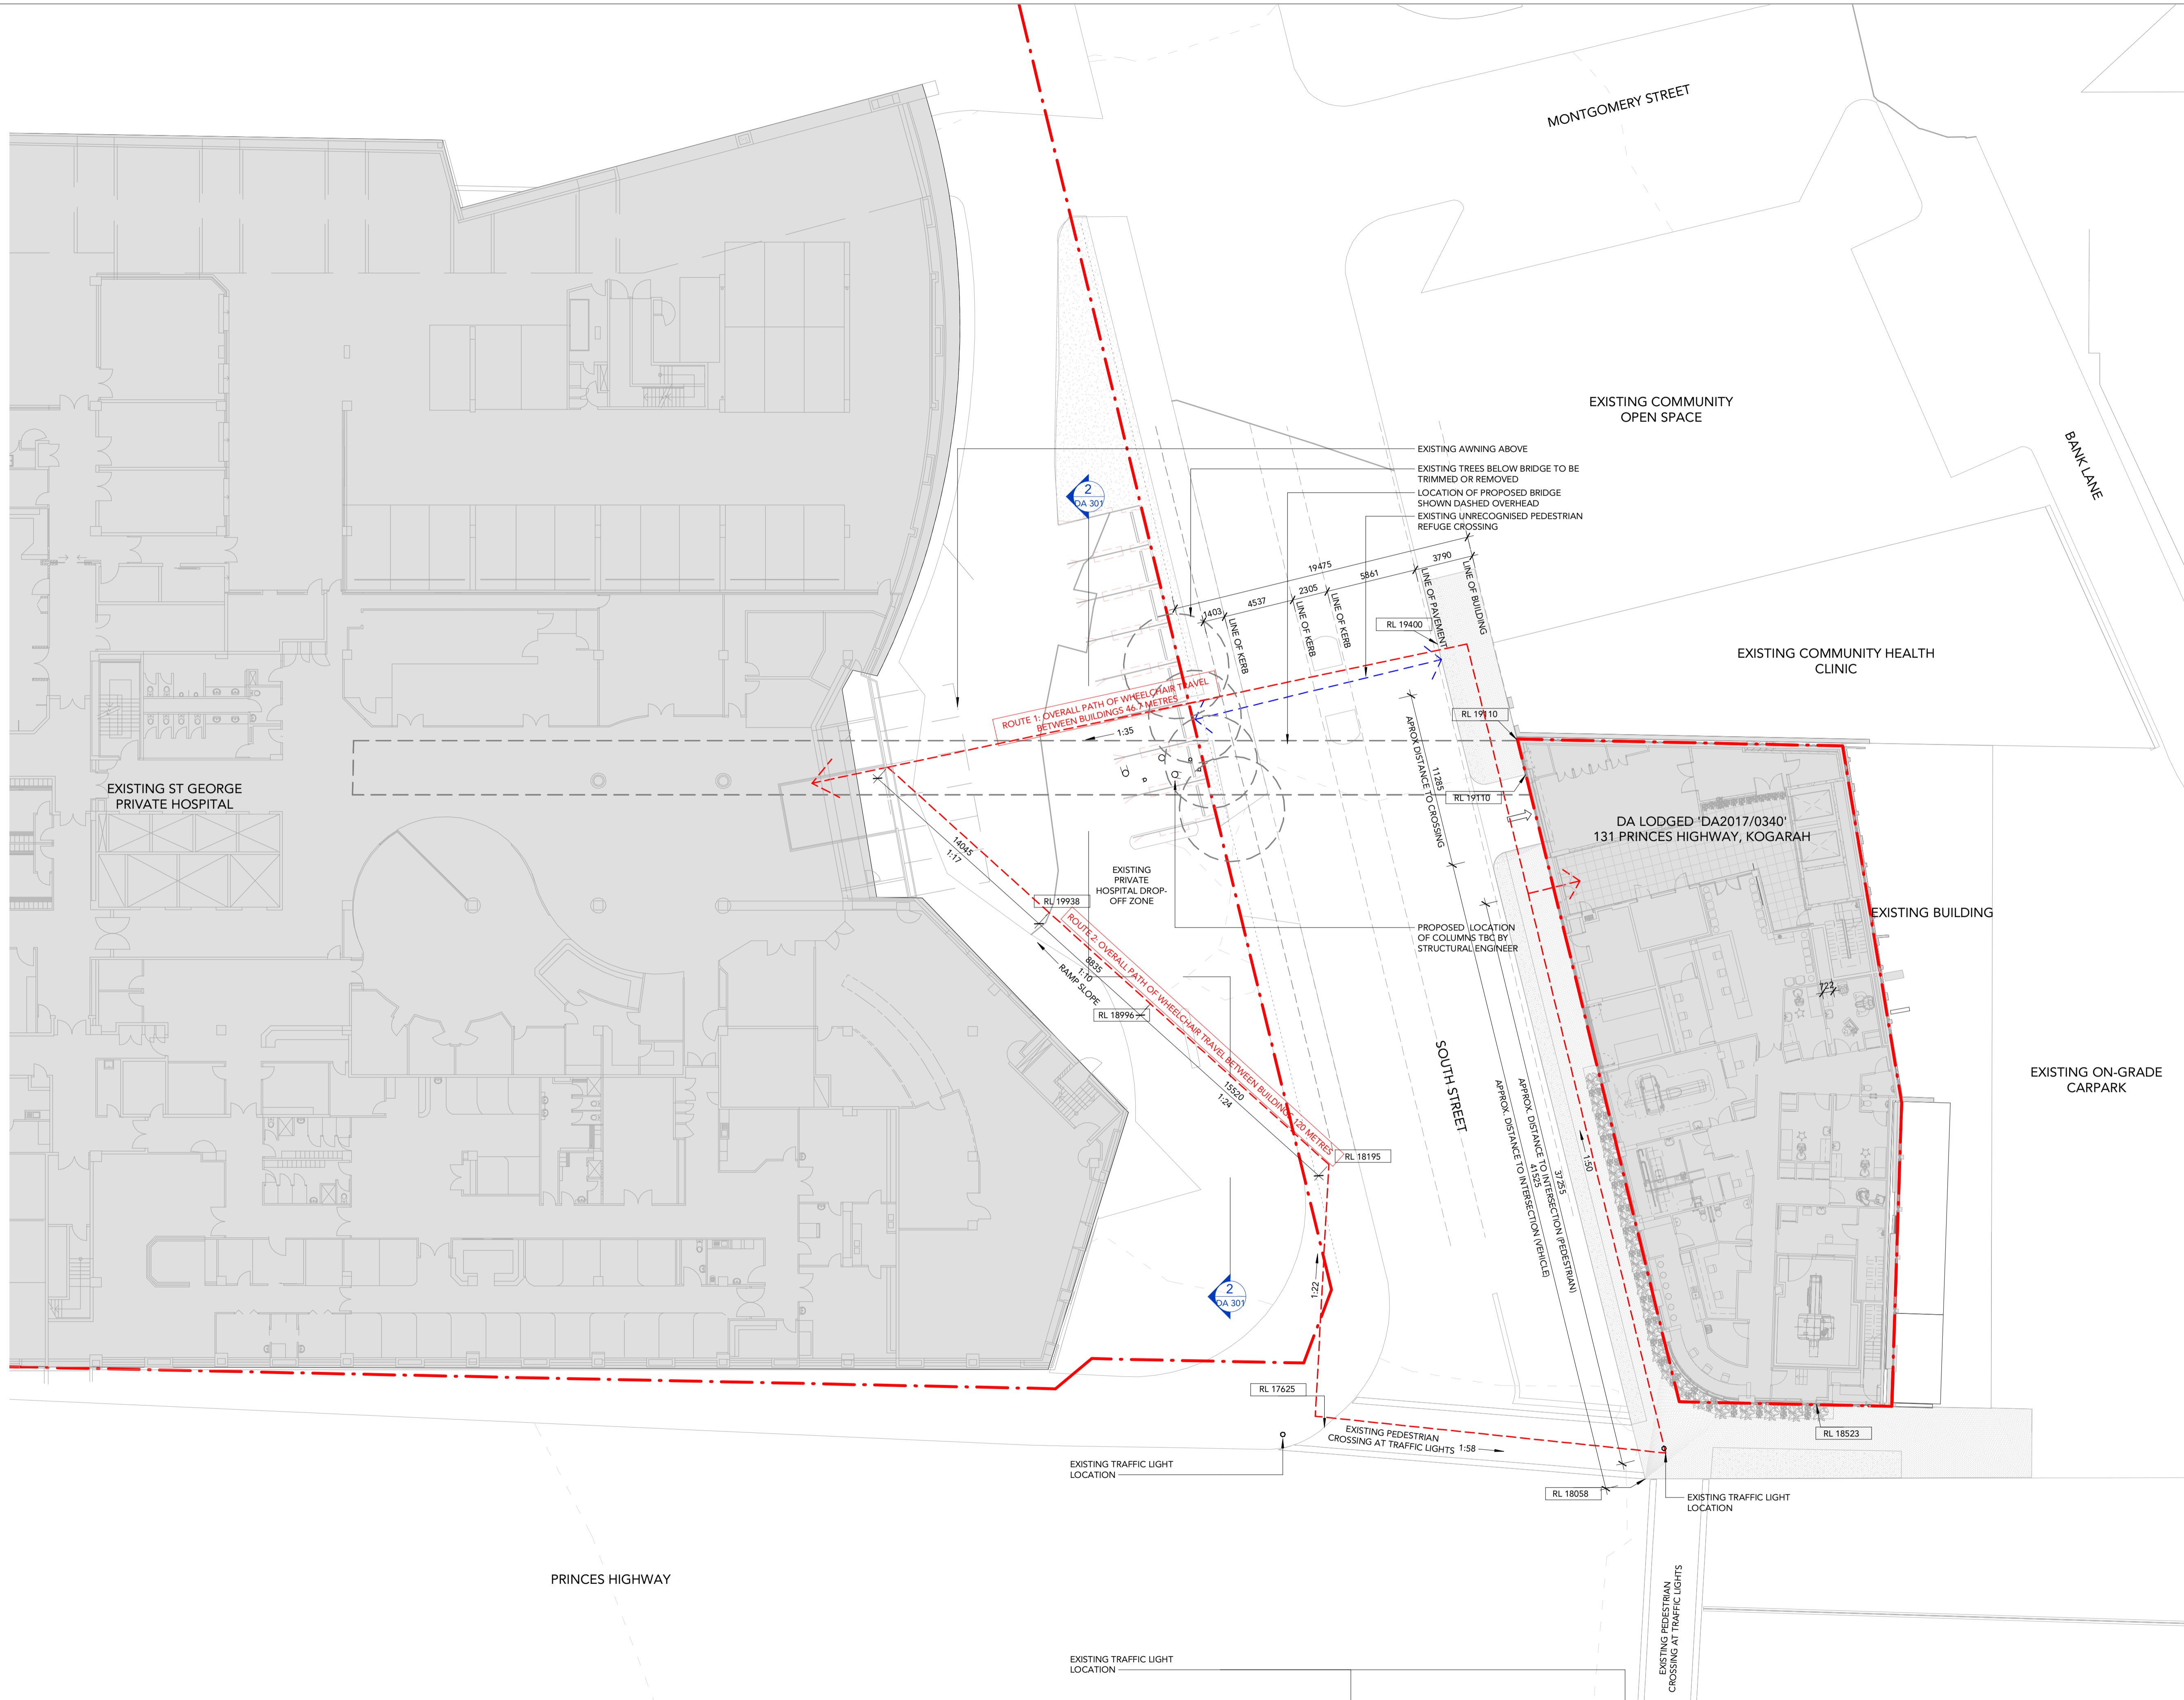 MONTGOMERY STREET
EXISTING COMMUNITY
OPEN SPACE
BANK LANE
EXISTING AWNING ABOVE
EXISTING TREES BELOW BRIDGE TO BE
TRIMMED OR REMOVED
LOCATION OF PROPOSED BRIDGE
SHOWN DASHED OVERHEAD
EXISTING UNRECOGNISED PEDESTRIAN
REFUGE CROSSING
2
DA 301
19475
3790
5861
2305
4537
1403
LINE OF KERB
LINE OF KERB
LINE OF KERB
LINE OF PAVEMENT
LINE OF BUILDING
RL 19400
EXISTING COMMUNITY HEALTH
CLINIC
ROUTE 1: OVERALL PATH OF WHEELCHAIR TRAVEL
BETWEEN BUILDINGS 46.7 METRES
1:35
RL 19110
APROX DISTANCE TO CROSSING
11285
RL 19110
EXISTING ST GEORGE
PRIVATE HOSPITAL
DA LODGED 'DA2017/0340'
131 PRINCES HIGHWAY, KOGARAH
14045
1:17
EXISTING
PRIVATE
HOSPITAL DROP-
OFF ZONE
RL 19938
EXISTING BUILDING
PROPOSED LOCATION
OF COLUMNS TBC BY
STRUCTURAL ENGINEER
ROUTE 2: OVERALL PATH OF WHEELCHAIR TRAVEL BETWEEN BUILDINGS 120 METRES
8835
1:10
RAMP SLOPE
722
RL 18996
SOUTH STREET
EXISTING ON-GRADE
CARPARK
15520
1:24
RL 18195
1:50
APPROX. DISTANCE TO INTERSECTION (PEDESTRIAN)
37255
APPROX. DISTANCE TO INTERSECTION (VEHICLE)
41525
1:22
2
DA 301
RL 17625
EXISTING PEDESTRIAN
CROSSING AT TRAFFIC LIGHTS 1:58
RL 18523
EXISTING TRAFFIC LIGHT
LOCATION
RL 18058
EXISTING TRAFFIC LIGHT
LOCATION
PRINCES HIGHWAY
EXISTING PEDESTRIAN
CROSSING AT TRAFFIC LIGHTS
EXISTING TRAFFIC LIGHT
LOCATION